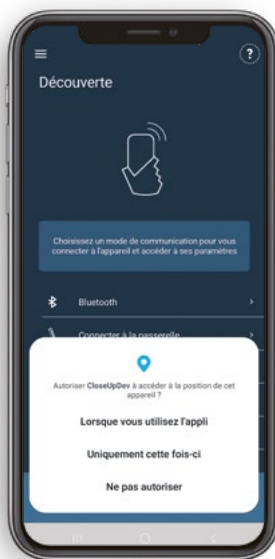 ?
Découverte
Choisissez un mode de communication pour vous
connecter à l'appareil et accéder à ses paramètres
Bluetooth
Connecter à la passerelle
Autoriser CloseUpDev à accéder à la position de cet
appareil ?
Lorsque vous utilisez l'appli
Uniquement cette fois-ci
Ne pas autoriser